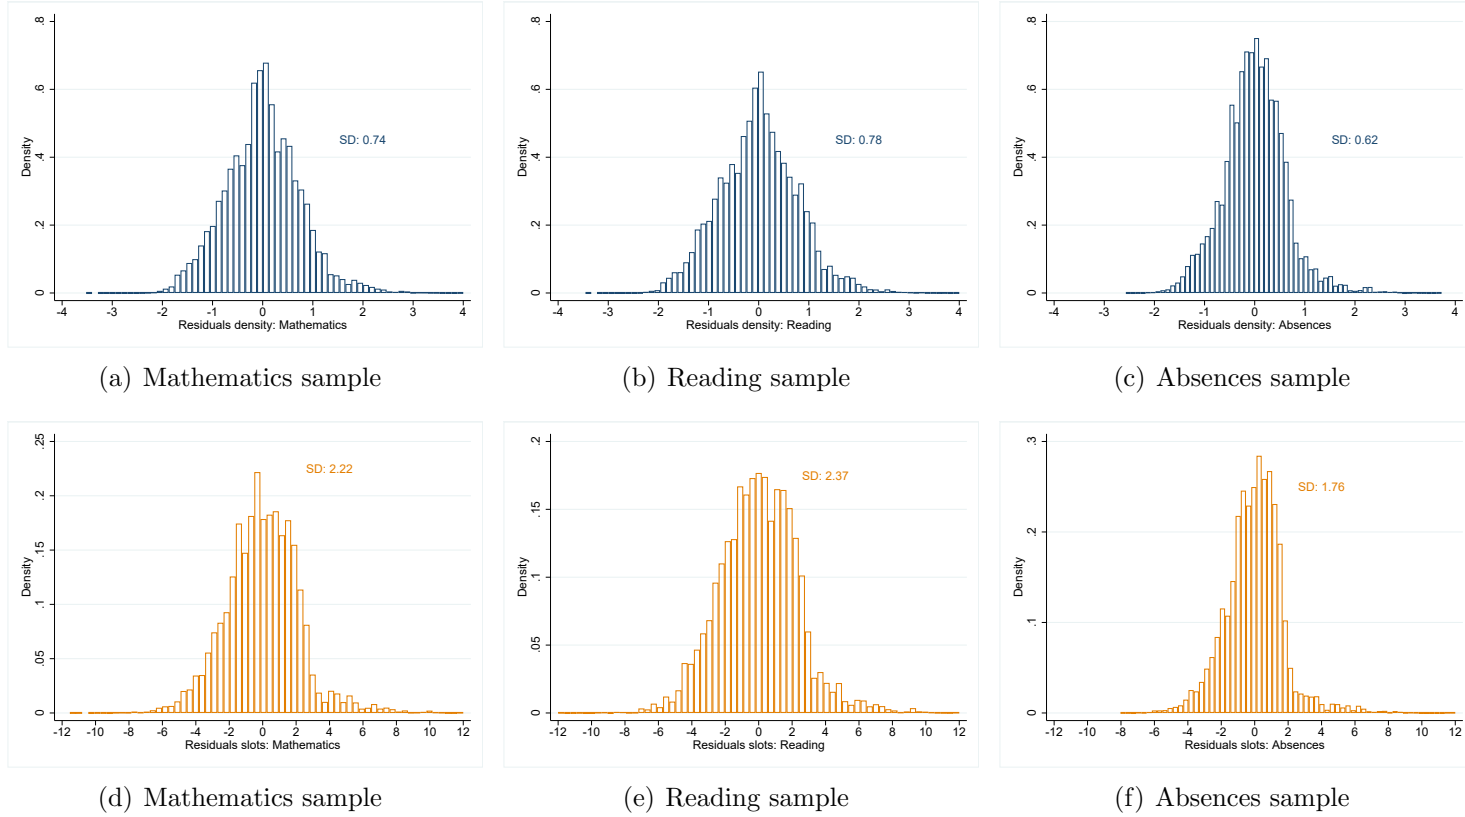 Density
.8
.6
.4
.2
0
SD: 0.74
-4 -3 -2 -1 0 1 2 3 4
Residuals density: Mathematics
(a) Mathematics sample
Density
.8
.6
.4
.2
0
SD: 0.78
-4 -3 -2 -1 0 1 2 3 4
Residuals density: Reading
(b) Reading sample
Density
.8
.6
.4
.2
0
SD: 0.62
-4 -3 -2 -1 0 1 2 3 4
Residuals density: Absences
(c) Absences sample
Density
.25
.2
.15
.1
.05
0
SD: 2.22
-12 -10 -8 -6 -4 -2 0 2 4 6 8 10 12
Residuals slots: Mathematics
(d) Mathematics sample
Density
.2
.15
.1
.05
0
SD: 2.37
-12 -10 -8 -6 -4 -2 0 2 4 6 8 10 12
Residuals slots: Reading
(e) Reading sample
Density
.3
.2
.1
0
SD: 1.76
-12 -10 -8 -6 -4 -2 0 2 4 6 8 10 12
Residuals slots: Absences
(f) Absences sample